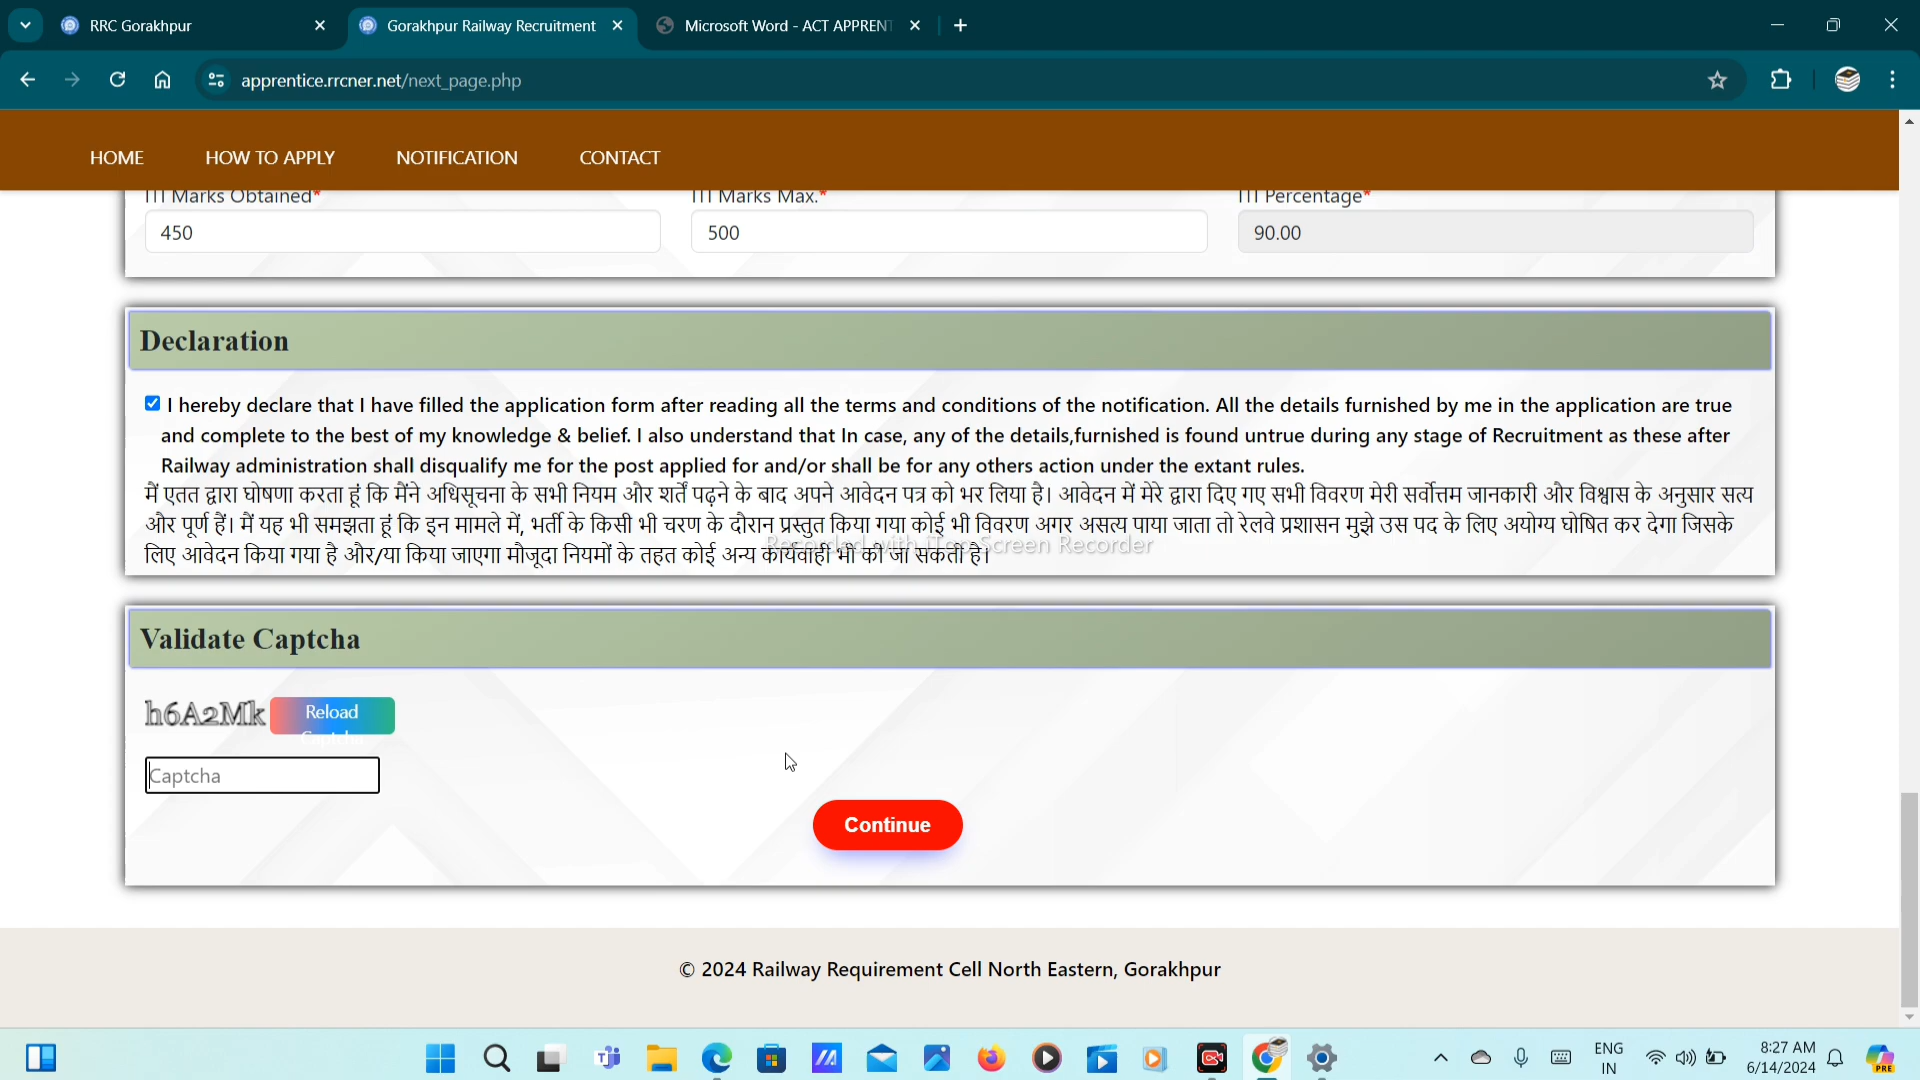 RRC Gorakhpur
Gorakhpur Railway Recruitment
Microsoft Word - ACT APPRENT
apprentice.rrcner.net/next_page.php
HOME HOW TO APPLY NOTIFICATION CONTACT
ITI Marks Obtained* ITI Marks Max.* ITI Percentage*
450 500 90.00
Declaration
I hereby declare that I have filled the application form after reading all the terms and conditions of the notification. All the details furnished by me in the application are true
and complete to the best of my knowledge & belief. I also understand that In case, any of the details,furnished is found untrue during any stage of Recruitment as these after
Railway administration shall disqualify me for the post applied for and/or shall be for any others action under the extant rules.
मैं एतत द्वारा घोषणा करता हूं कि मैंने अधिसूचना के सभी नियम और शर्तें पढ़ने के बाद अपने आवेदन पत्र को भर लिया है। आवेदन में मेरे द्वारा दिए गए सभी विवरण मेरी सर्वोत्तम जानकारी और विश्वास के अनुसार सत्य
और पूर्ण हैं। मैं यह भी समझता हूं कि इन मामले में, भर्ती के किसी भी चरण के दौरान प्रस्तुत किया गया कोई भी विवरण अगर असत्य पाया जाता तो रेलवे प्रशासन मुझे उस पद के लिए अयोग्य घोषित कर देगा जिसके
लिए आवेदन किया गया है और/या किया जाएगा मौजूदा नियमों के तहत कोई अन्य कार्यवाही भी की जा सकती है।
Recorded with iTop Screen Recorder
Validate Captcha
h6A2Mk Reload
Captcha
Captcha
Continue
© 2024 Railway Requirement Cell North Eastern, Gorakhpur
ENG
IN
8:27 AM
6/14/2024
PRE